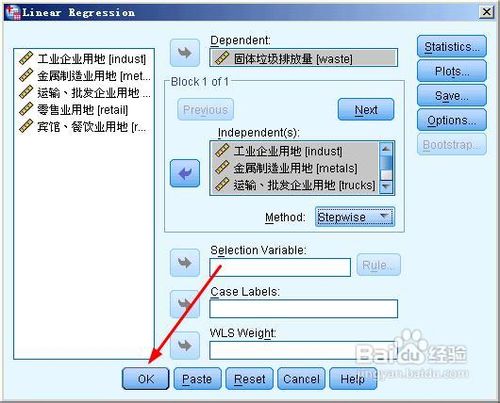 Linear Regression
工业企业用地 [indust]
金属制造业用地 [met...
运输、批发企业用地 ...
零售业用地 [retail]
宾馆、餐饮业用地 [r...
Dependent:
固体垃圾排放量 [waste]
Block 1 of 1
Previous
Next
Independent(s):
工业企业用地 [indust]
金属制造业用地 [metals]
运输、批发企业用地 [trucks]
Method:
Stepwise
Selection Variable:
Rule...
Case Labels:
WLS Weight:
Statistics...
Plots...
Save...
Options...
Bootstrap...
OK
Paste
Reset
Cancel
Help
Baidu 经验
jingyan.baidu.com